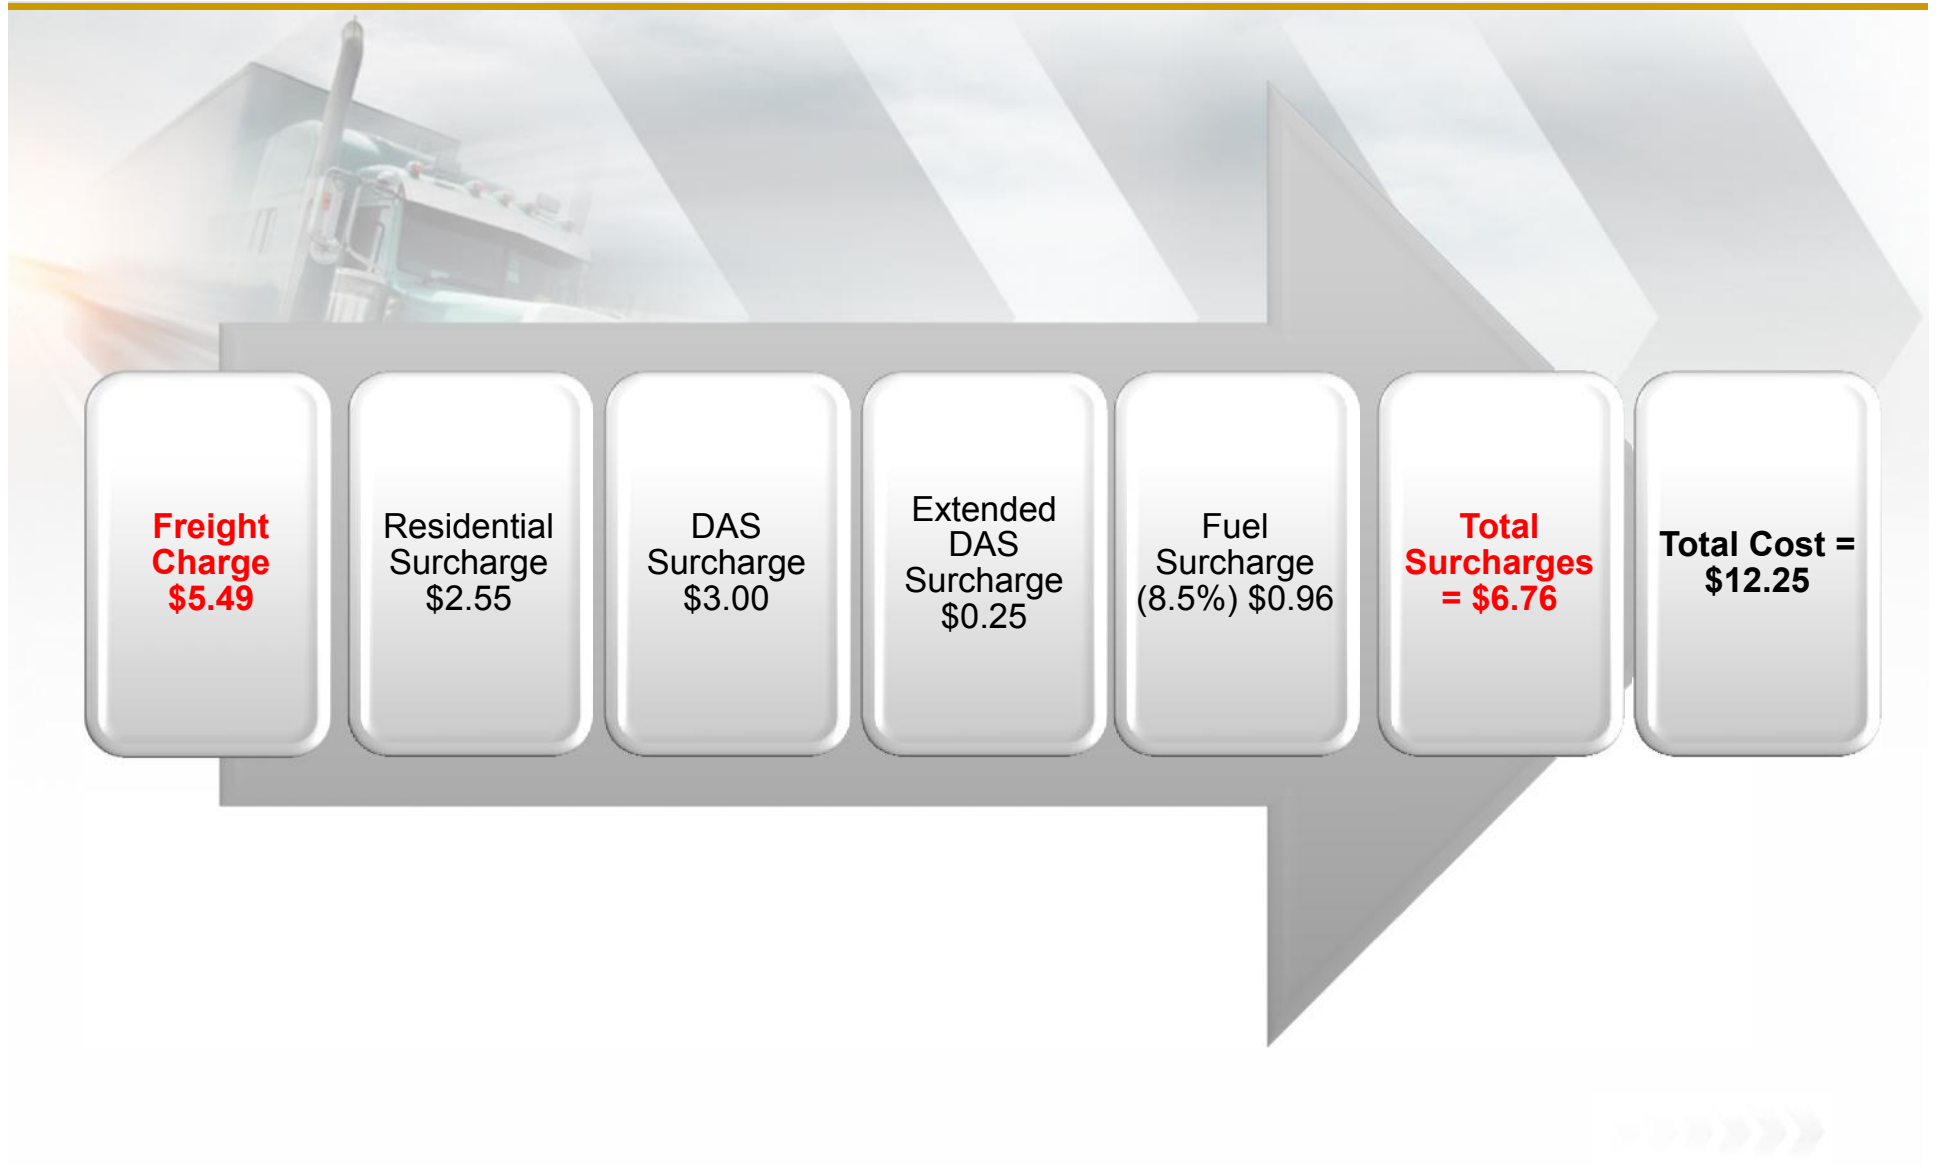 Freight
Charge
$5.49
Residential
Surcharge
$2.55
DAS
Surcharge
$3.00
Extended
DAS
Surcharge
$0.25
Fuel
Surcharge
(8.5%) $0.96
Total
Surcharges
= $6.76
Total Cost =
$12.25